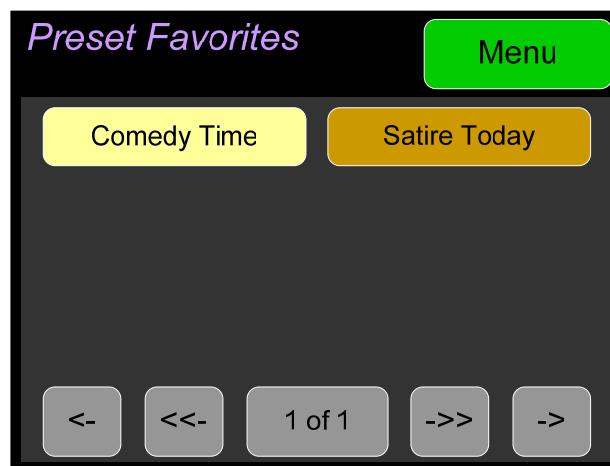 Preset Favorites
Menu
Comedy Time
Satire Today
<-
<<-
1 of 1
->>
->